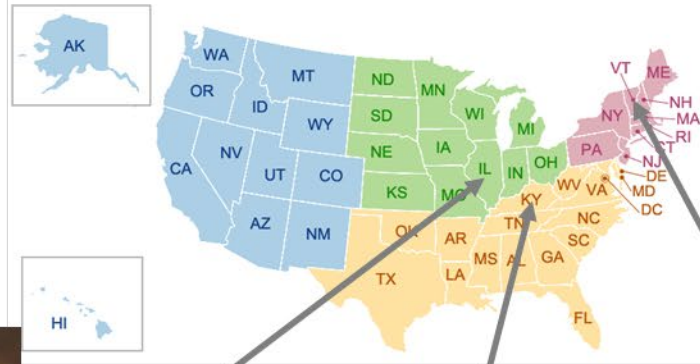 AK
WA
MT
ND
MN
VT
ME
OR
ID
SD
WI
NY
NH
MA
WY
MI
RI
CT
NV
NE
IA
PA
NJ
CA
UT
CO
IL
IN
OH
DE
KS
MO
WV
VA
MD
KY
DC
AZ
NM
OK
TN
NC
AR
SC
TX
MS
AL
GA
LA
HI
FL